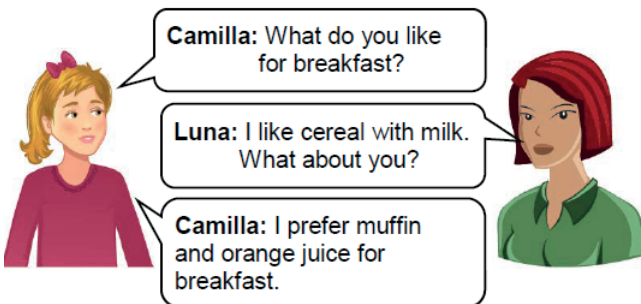 Camilla: What do you like
for breakfast?
Luna: I like cereal with milk.
What about you?
Camilla: I prefer muffin
and orange juice for
breakfast.